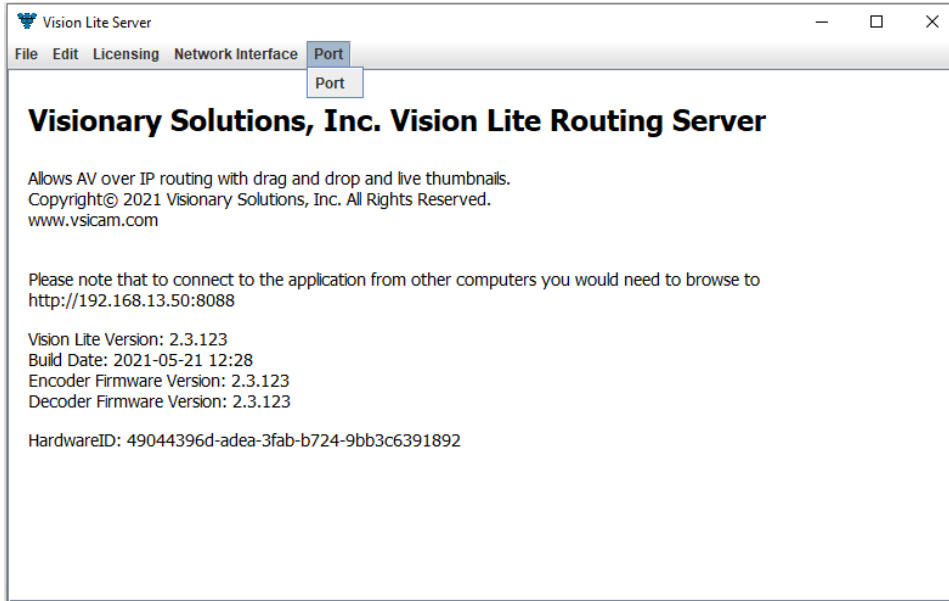 Vision Lite Server
File Edit Licensing Network Interface Port
Port
Visionary Solutions, Inc. Vision Lite Routing Server
Allows AV over IP routing with drag and drop and live thumbnails.
Copyright© 2021 Visionary Solutions, Inc. All Rights Reserved.
www.vsicam.com
Please note that to connect to the application from other computers you would need to browse to
http://192.168.13.50:8088
Vision Lite Version: 2.3.123
Build Date: 2021-05-21 12:28
Encoder Firmware Version: 2.3.123
Decoder Firmware Version: 2.3.123
HardwareID: 49044396d-adea-3fab-b724-9bb3c6391892